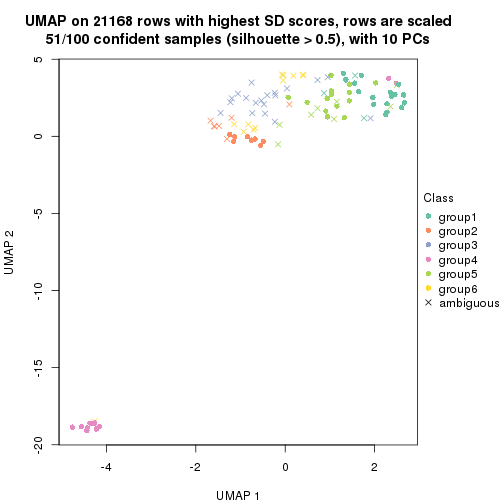 UMAP on 21168 rows with highest SD scores, rows are scaled
51/100 confident samples (silhouette > 0.5), with 10 PCs
5
0
-5
-10
-15
-20
UMAP 2
-4
-2
0
2
UMAP 1
Class
group1
group2
group3
group4
group5
group6
ambiguous